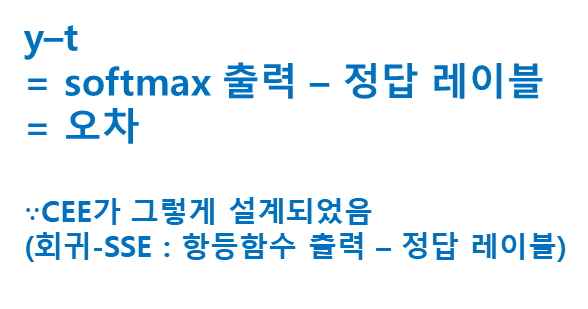 y–t
= softmax 출력 – 정답 레이블
= 오차
∵CEE가 그렇게 설계되었음
(회귀-SSE : 항등함수 출력 – 정답 레이블)